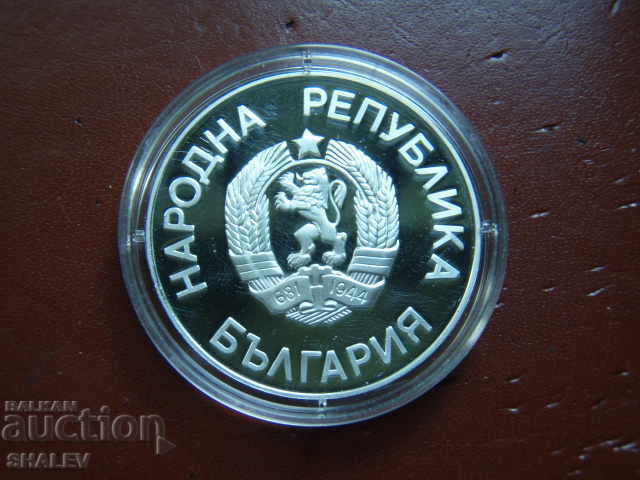 НАРОДНА РЕПУБЛИКА
БЪЛГАРИЯ
681 1944
BALKAN
auction
SHALEV